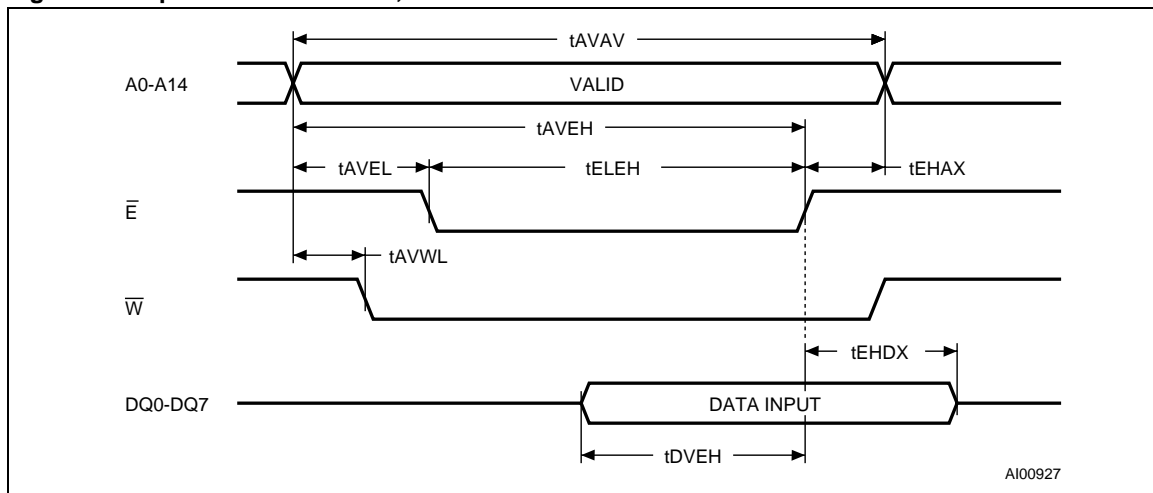 tAVAV
A0-A14
VALID
tAVEH
tAVEL
tELEH
tEHAX
E̅
tAVWL
W̅
tEHDX
DQ0-DQ7
DATA INPUT
tDVEH
AI00927